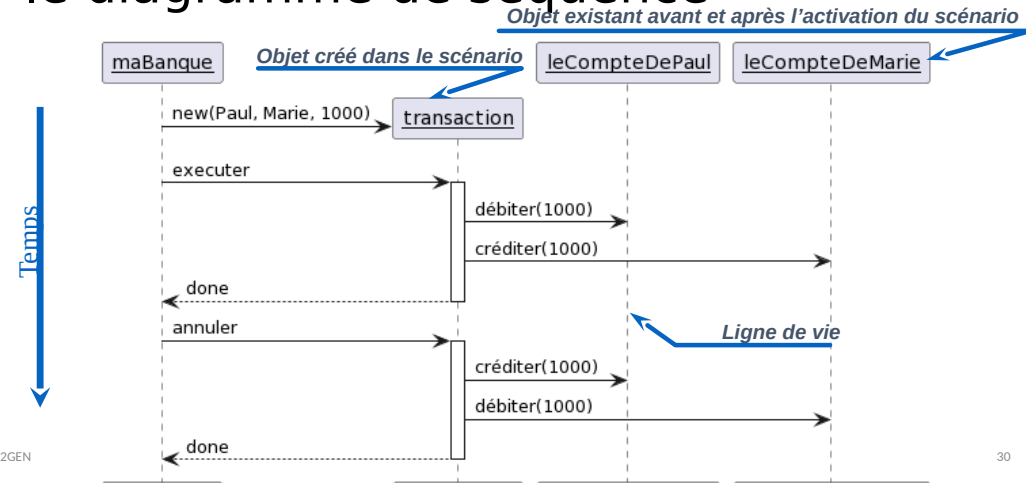 le diagramme de séquence
Objet existant avant et après l’activation du scénario
Objet créé dans le scénario
maBanque
leCompteDePaul
leCompteDeMarie
new(Paul, Marie, 1000)
transaction
executer
débiter(1000)
Temps
créditer(1000)
done
annuler
Ligne de vie
créditer(1000)
débiter(1000)
done
2GEN
30